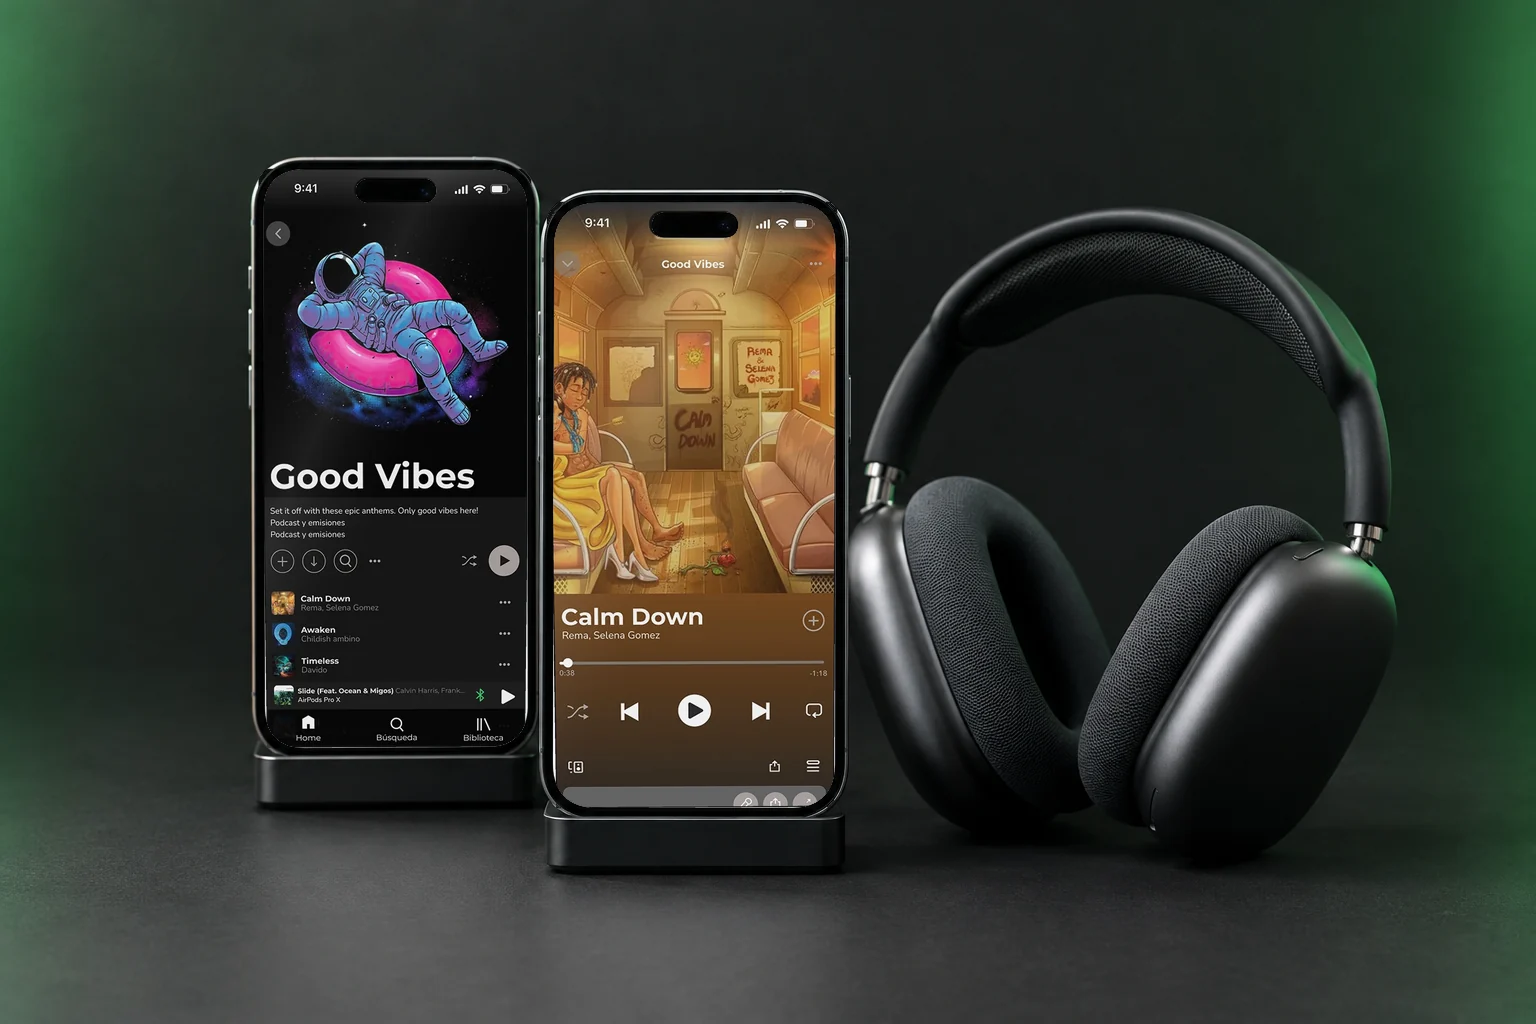 9:41
Good Vibes
Set it off with these epic anthems. Only good vibes here!
Podcast y emisiones
Podcast y emisiones
Calm Down
Rema, Selena Gomez
Awaken
Childish ambino
Timeless
Davido
Slide (Feat. Ocean & Migos) Calvin Harris, Frank...
AirPods Pro X
Home
Búsqueda
Biblioteca
9:41
Good Vibes
REMA
&
SELENA
GOMEZ
CALM
DOWN
Calm Down
Rema, Selena Gomez
0:38
-1:18